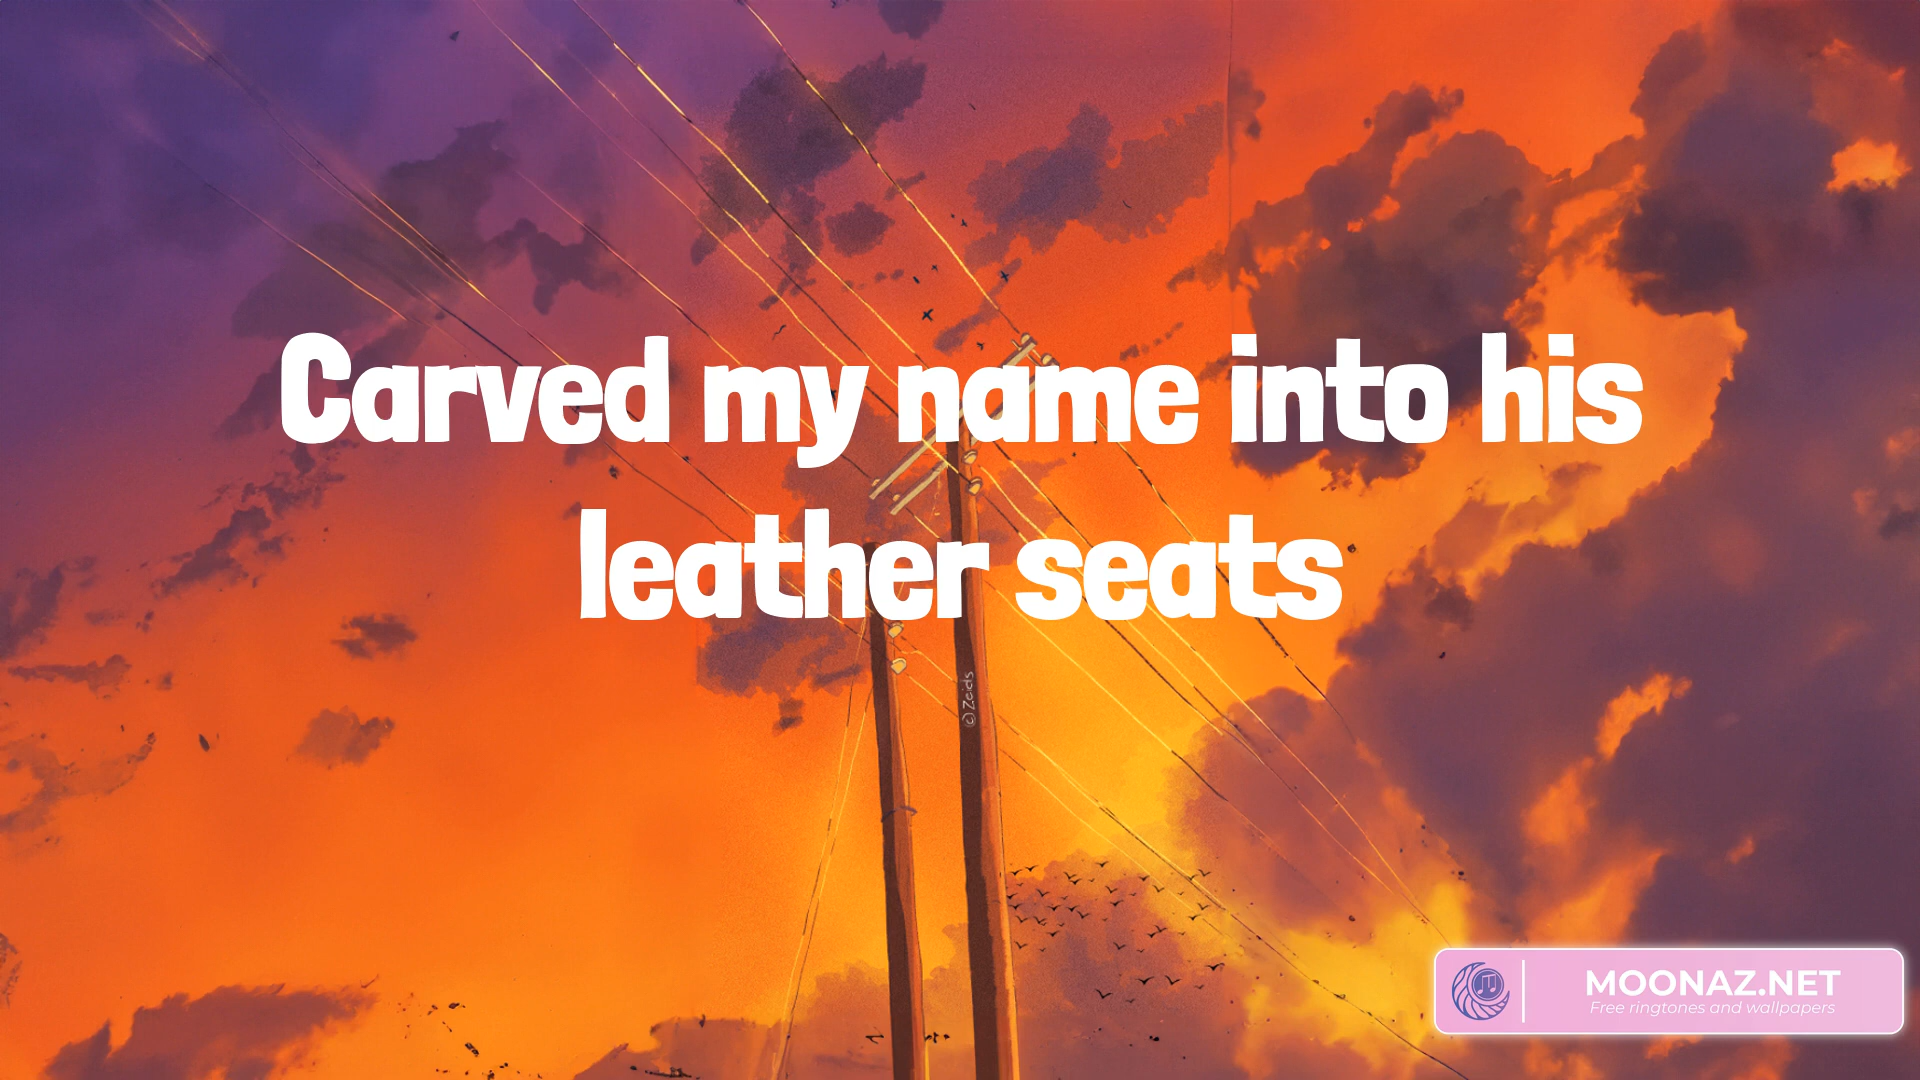 Carved my name into his
leather seats
© Zeids
MOONAZ.NET
Free ringtones and wallpapers